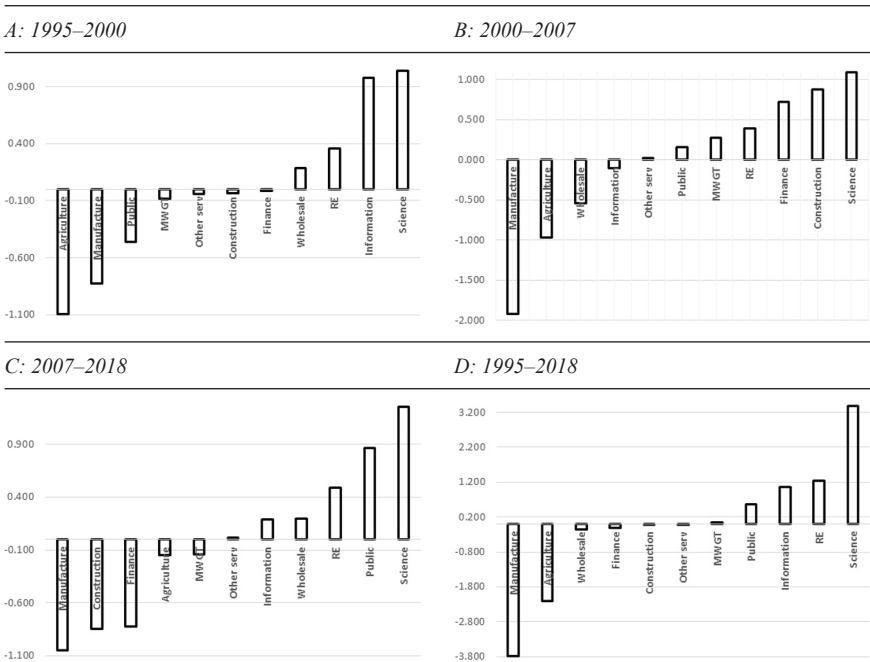 A: 1995–2000
0.900
0.400
-0.100
-0.600
-1.100
Agriculture
Manufacture
Public
MWGT
Other serv
Construction
Finance
Wholesale
RE
Information
Science
B: 2000–2007
1.000
0.500
0.000
-0.500
-1.000
-1.500
-2.000
Manufacture
Agriculture
Wholesale
Information
Other serv
Public
MWGT
RE
Finance
Construction
Science
C: 2007–2018
0.900
0.400
-0.100
-0.600
-1.100
Manufacture
Construction
Finance
Agriculture
MWGT
Other serv
Information
Wholesale
RE
Public
Science
D: 1995–2018
3.200
2.200
1.200
0.200
-0.800
-1.800
-2.800
-3.800
Manufacture
Agriculture
Wholesale
Finance
Construction
Other serv
MWGT
Public
Information
RE
Science